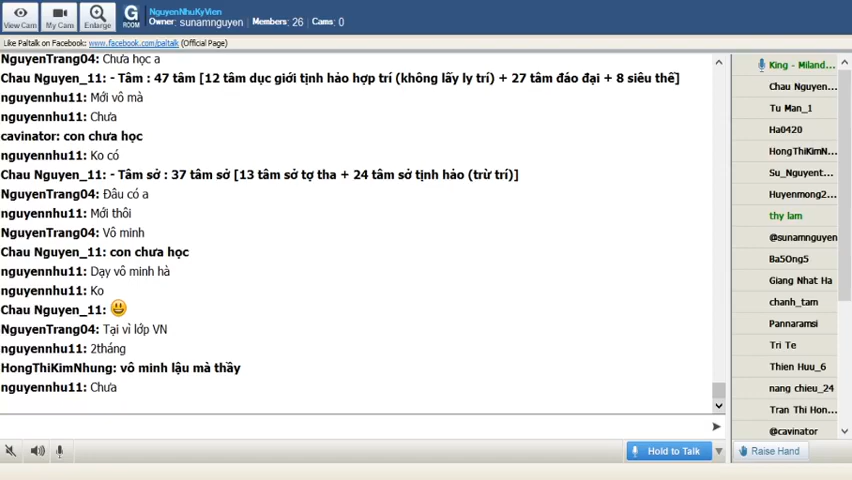 View Cam
My Cam
Enlarge
G ROOM
NguyenNhuKyVien
Owner: sunamnguyen Members: 26 Cams: 0
Like Paltalk on Facebook: www.facebook.com/paltalk (Official Page)
NguyenTrang04: Chưa học a
Chau Nguyen_11: - Tâm : 47 tâm [12 tâm dục giới tịnh hảo hợp trí (không lấy ly trí) + 27 tâm đáo đại + 8 siêu thế]
nguyennhu11: Mới vô mà
nguyennhu11: Chưa
cavinator: con chưa học
nguyennhu11: Ko có
Chau Nguyen_11: - Tâm sở : 37 tâm sở [13 tâm sở tợ tha + 24 tâm sở tịnh hảo (trừ trí)]
NguyenTrang04: Đâu có a
nguyennhu11: Mới thôi
NguyenTrang04: Vô minh
Chau Nguyen_11: con chưa học
nguyennhu11: Dạy vô minh hà
nguyennhu11: Ko
Chau Nguyen_11:
NguyenTrang04: Tại vì lớp VN
nguyennhu11: 2tháng
HongThiKimNhung: vô minh lậu mà thầy
nguyennhu11: Chưa
King - Miland...
Chau Nguyen...
Tu Man_1
Ha0420
HongThiKimN...
Su_Nguyent...
Huyenmong2...
thy lam
@sunamnguyen
Ba5Ong5
Giang Nhat Ha
chanh_tam
Pannaramsi
Tri Te
Thien Huu_6
nang chieu_24
Tran Thi Hon...
@cavinator
Hold to Talk
Raise Hand